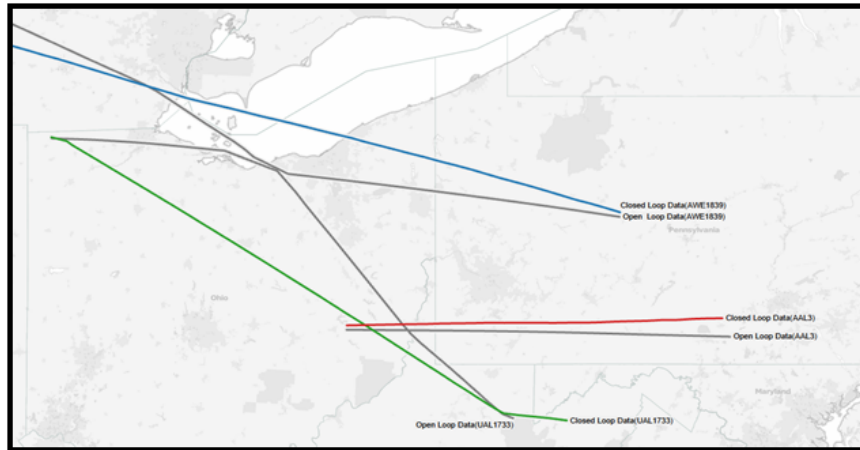 Closed Loop Data(AWE1839)
Open Loop Data(AWE1839)
Pennsylvania
Ohio
Closed Loop Data(AAL3)
Open Loop Data(AAL3)
Maryland
Open Loop Data(UAL1733)
Closed Loop Data(UAL1733)